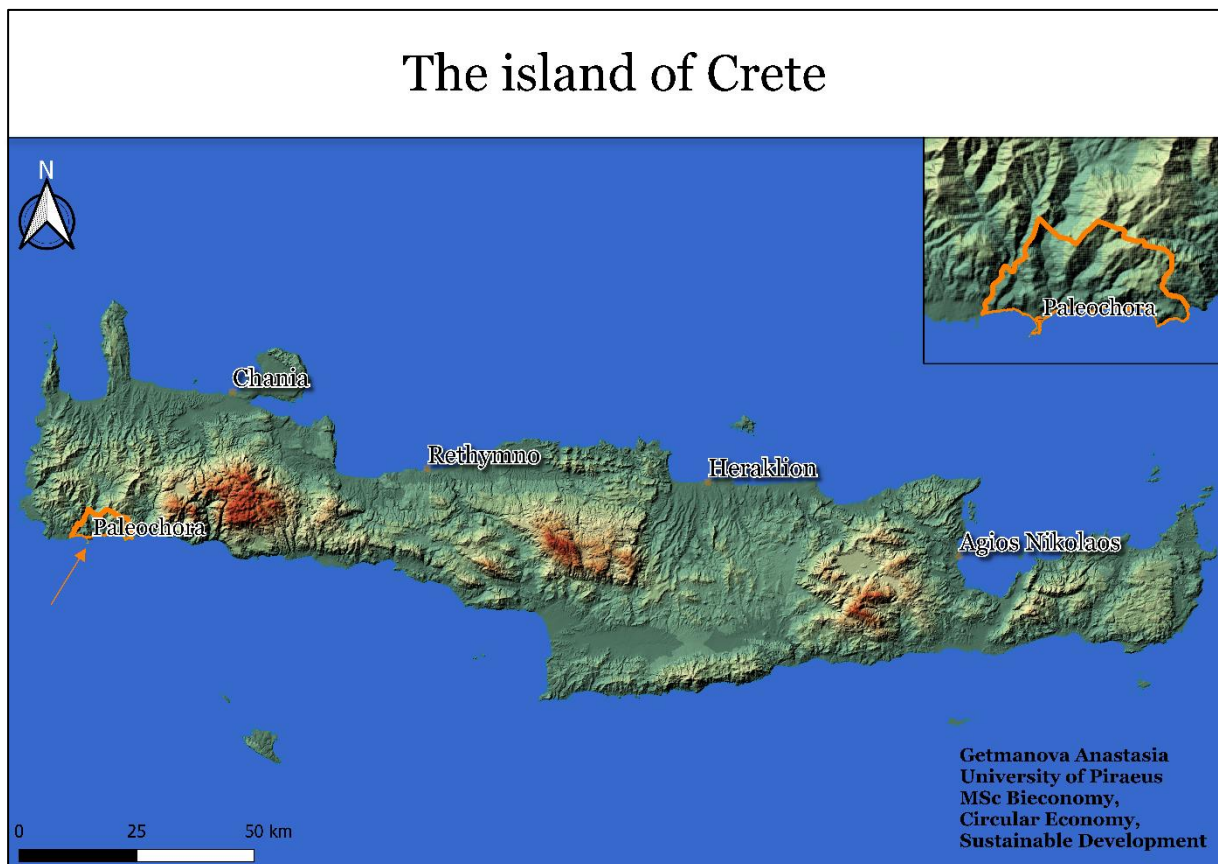 The island of Crete
N
Paleochora
Chania
Rethymno
Heraklion
Paleochora
Agios Nikolaos
Getmanova Anastasia
University of Piraeus
MSc Bieconomy,
Circular Economy,
Sustainable Development
0 25 50 km